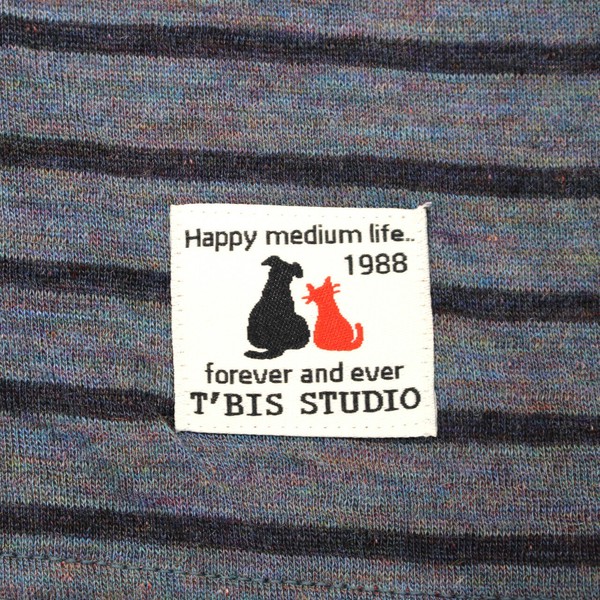 Happy medium life..
1988
forever and ever
T'BIS STUDIO